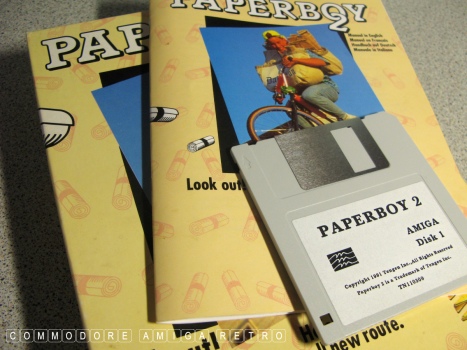 PAPERBOY
2
Manual in English
Manuel en Français
Handbuch auf Deutsch
Manuale in Italiano
PAP
Look out
PAPERBOY 2
AMIGA
Disk 1
Copyright 1991 Tengen Inc., All Rights Reserved
Paperboy 2 is a Trademark of Tengen Inc.
new route.
COMMODORE AMIGA RETRO